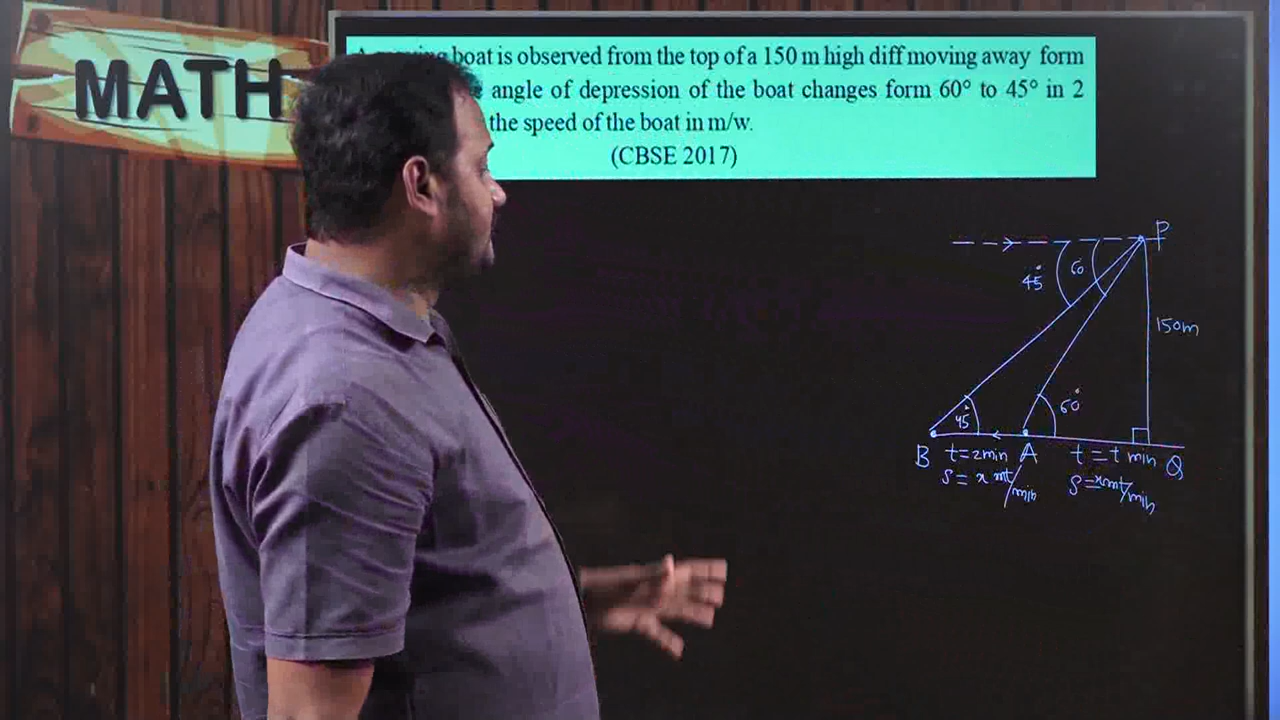 MATH
boat is observed from the top of a 150 m high diff moving away form
angle of depression of the boat changes form 60° to 45° in 2
the speed of the boat in m/w.
(CBSE 2017)
P
45° 60
150m
45° 60°
B t=2min A t=t min Q
S= x mt/min S=xmt/min